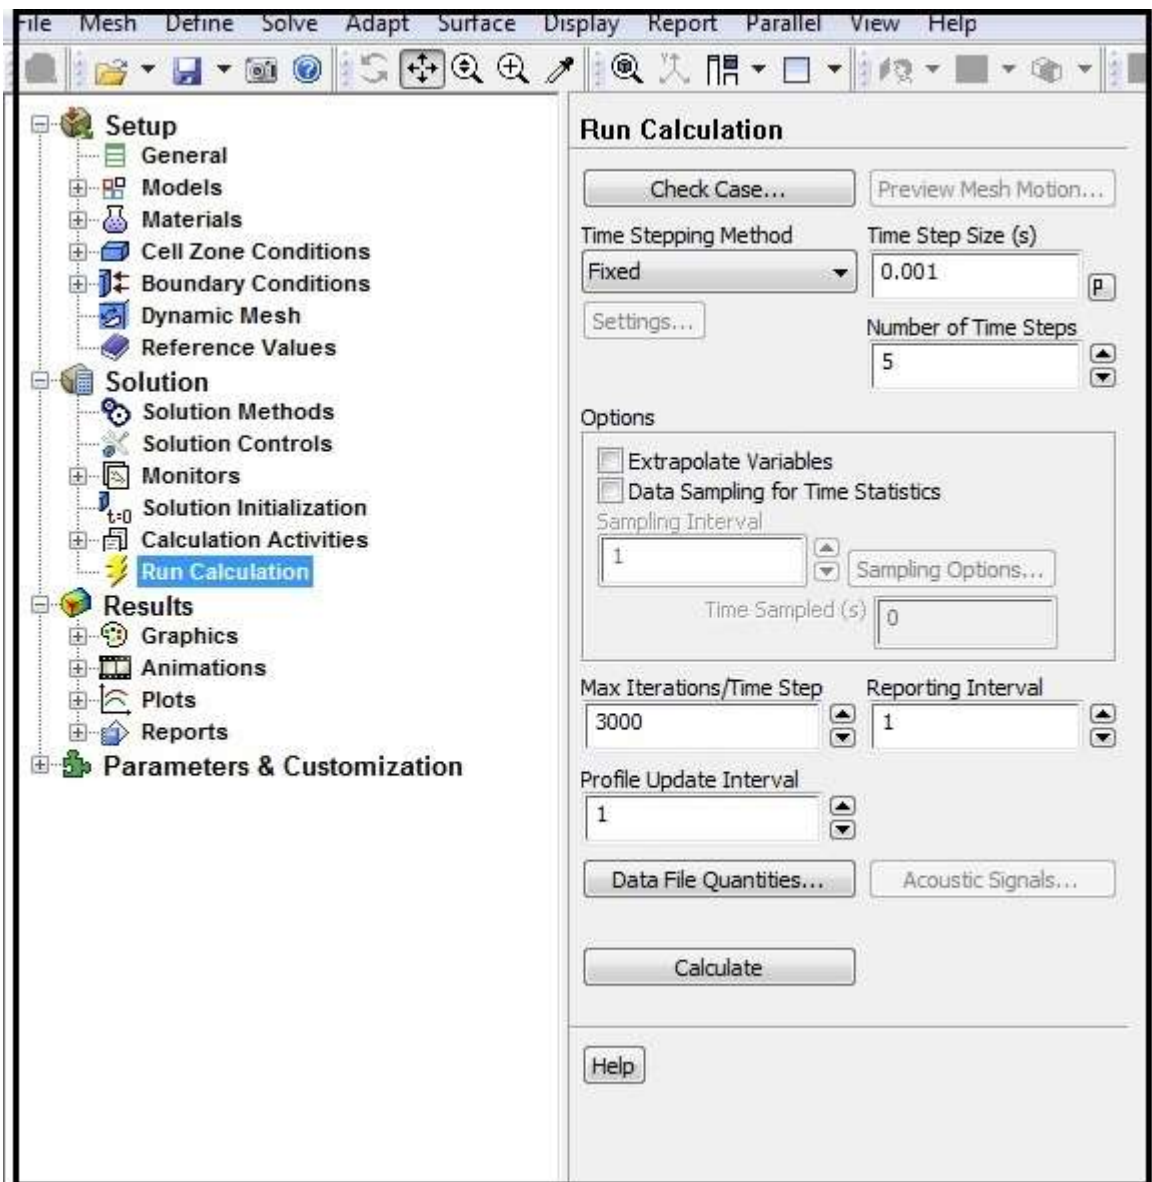 File Mesh Define Solve Adapt Surface Display Report Parallel View Help
Setup
General
Models
Materials
Cell Zone Conditions
Boundary Conditions
Dynamic Mesh
Reference Values
Solution
Solution Methods
Solution Controls
Monitors
t=0 Solution Initialization
Calculation Activities
Run Calculation
Results
Graphics
Animations
Plots
Reports
Parameters & Customization
Run Calculation
Check Case... Preview Mesh Motion...
Time Stepping Method Time Step Size (s)
Fixed 0.001 P
Settings... Number of Time Steps
5
Options
Extrapolate Variables
Data Sampling for Time Statistics
Sampling Interval
1 Sampling Options...
Time Sampled (s) 0
Max Iterations/Time Step Reporting Interval
3000 1
Profile Update Interval
1
Data File Quantities... Acoustic Signals...
Calculate
Help